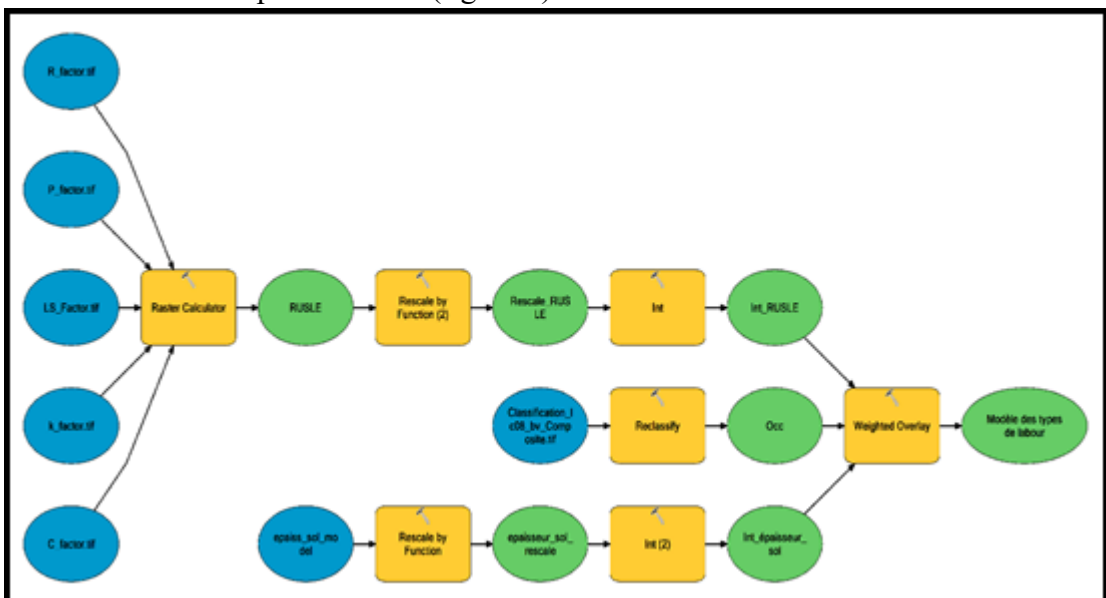 R_factor.tif
P_factor.tif
LS_Factor.tif
Raster Calculator
RUSLE
Rescale by
Function (2)
Rescale_RUS
LE
Int
Int_RUSLE
k_factor.tif
Classification_l
c08_bv_Comp
osite.tif
Reclassify
Occ
Weighted Overlay
Modèle des types
de labour
C_factor.tif
epaiss_sol_mo
del
Rescale by
Function
epaisseur_sol_
rescale
Int (2)
Int_épaisseur_
sol